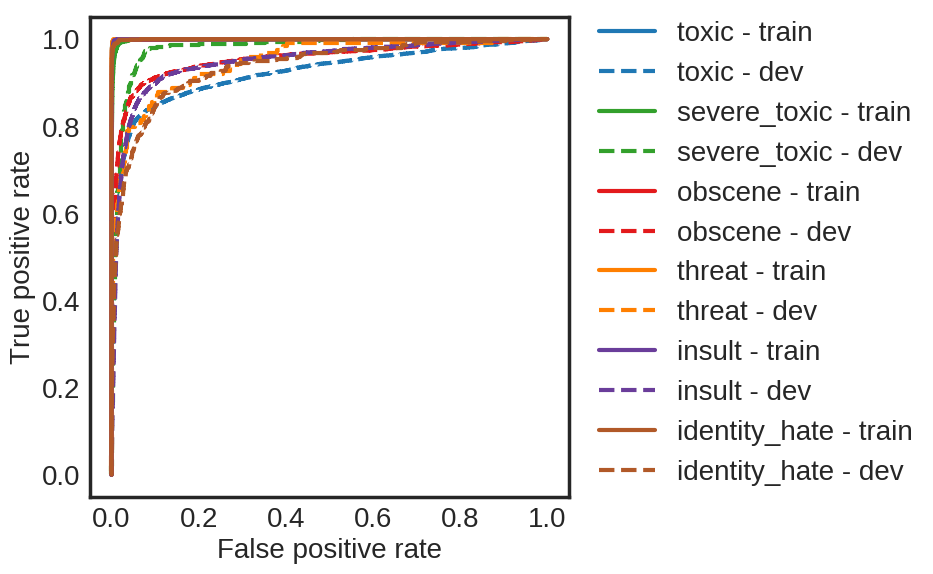 1.0
0.8
0.6
0.4
0.2
0.0
True positive rate
0.0 0.2 0.4 0.6 0.8 1.0
False positive rate
toxic - train
toxic - dev
severe_toxic - train
severe_toxic - dev
obscene - train
obscene - dev
threat - train
threat - dev
insult - train
insult - dev
identity_hate - train
identity_hate - dev